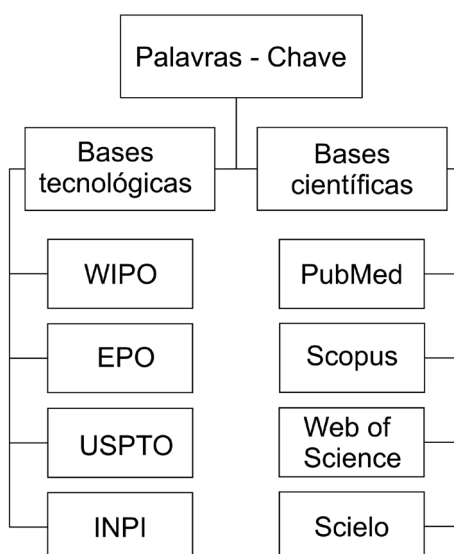 Palavras - Chave
Bases
tecnológicas
Bases
científicas
WIPO
PubMed
EPO
Scopus
USPTO
Web of
Science
INPI
Scielo